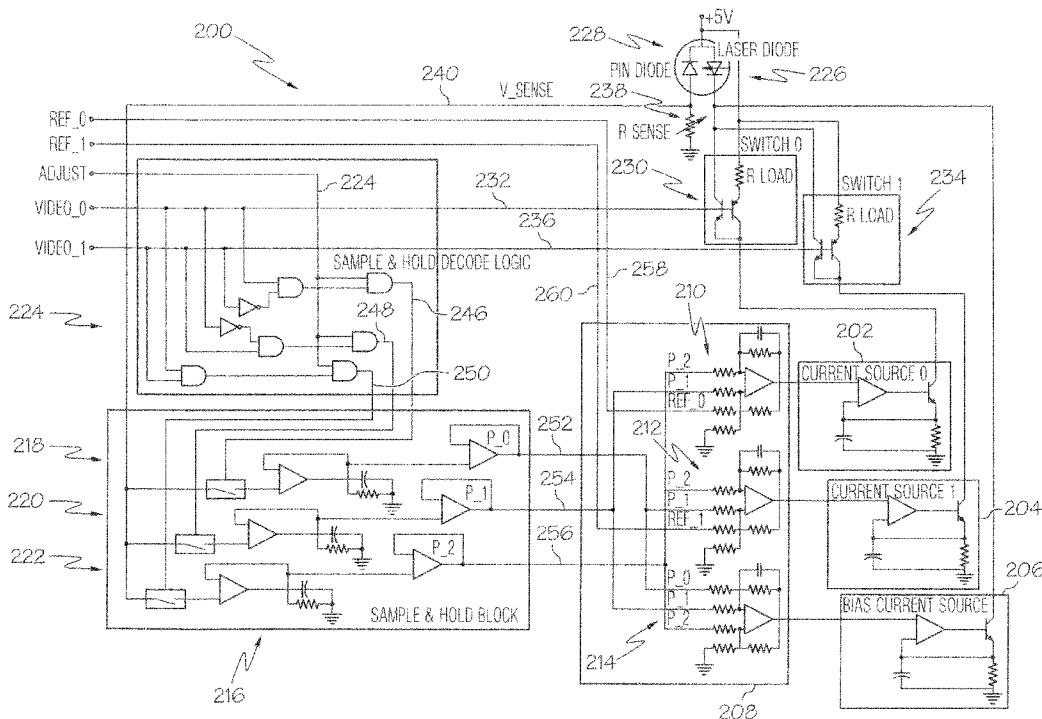 +5V
228
LASER DIODE
200
PIN DIODE
226
240
V_SENSE
238
REF_0
R SENSE
REF_1
SWITCH 0
ADJUST
224
230
R LOAD
SWITCH 1
234
VIDEO_0
232
R LOAD
236
VIDEO_1
SAMPLE & HOLD DECODE LOGIC
258
260
210
246
224
248
202
P_2
CURRENT SOURCE 0
P_1
250
REF_0
218
P_0
252
212
P_2
CURRENT SOURCE 1
220
P_1
254
P_1
REF_1
204
222
P_2
256
P_0
206
P_1
BIAS CURRENT SOURCE
SAMPLE & HOLD BLOCK
P_2
214
216
208